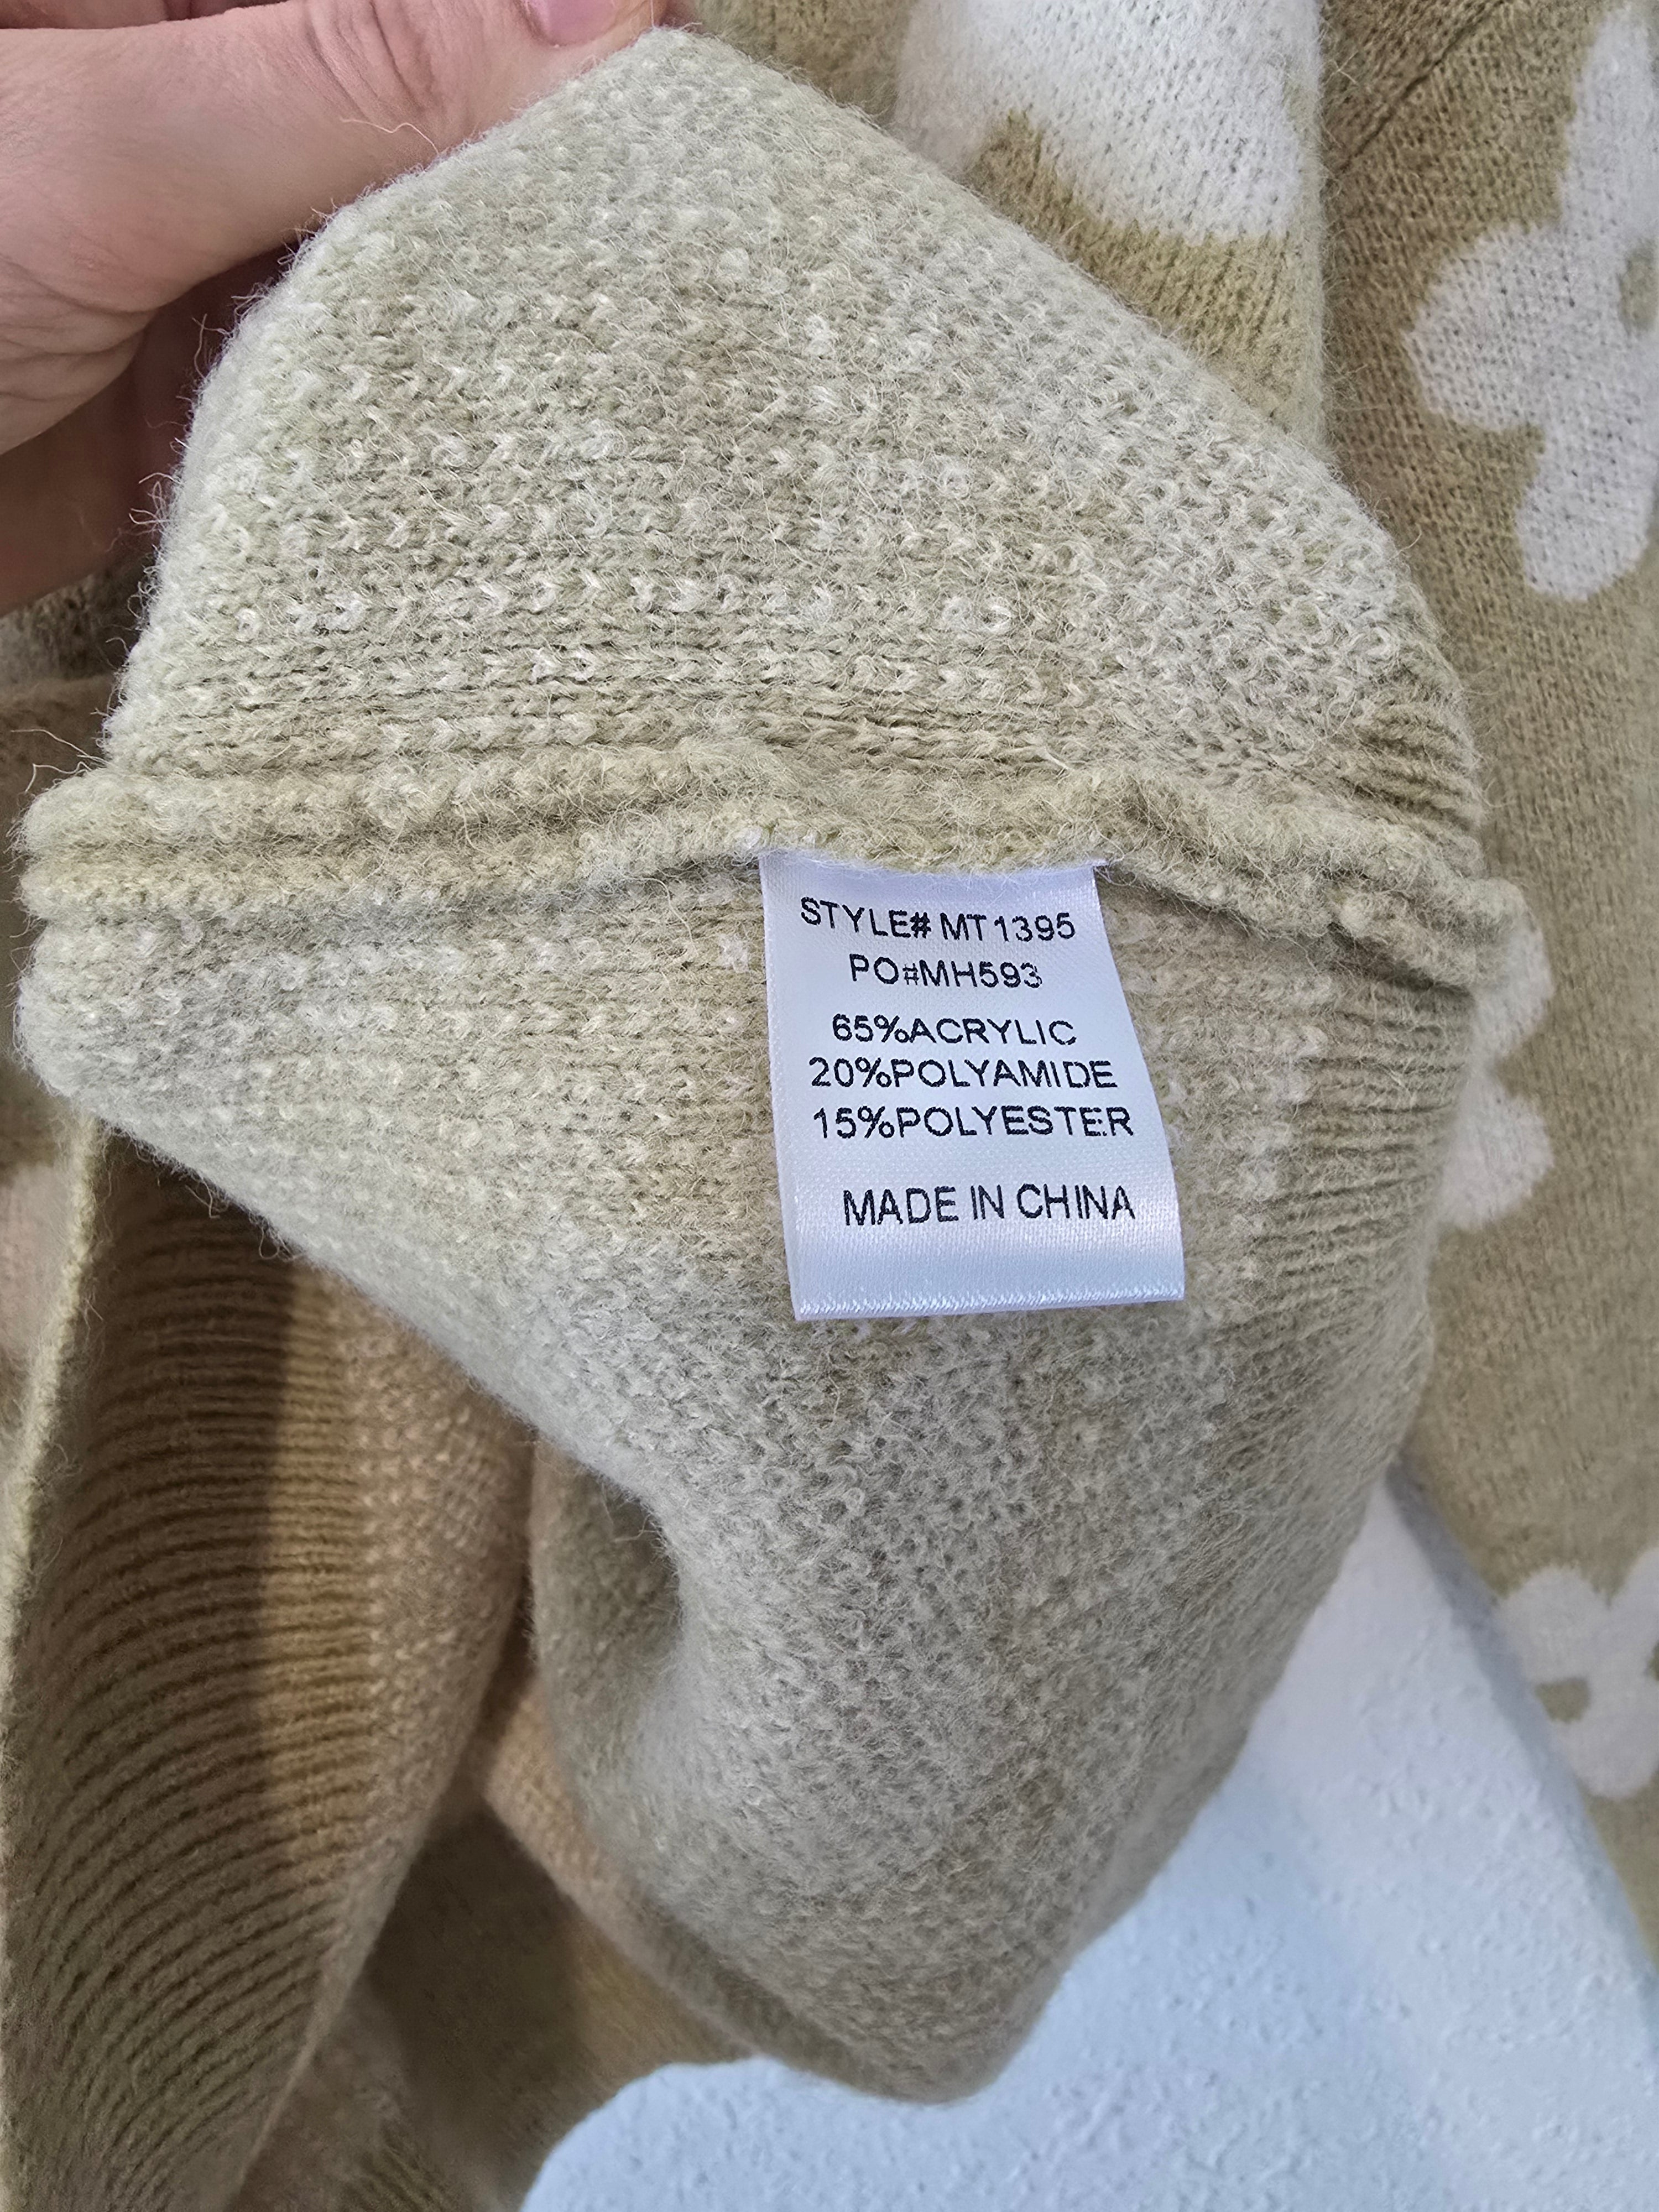 STYLE# MT1395
PO#MH593
65%ACRYLIC
20%POLYAMIDE
15%POLYESTER
MADE IN CHINA